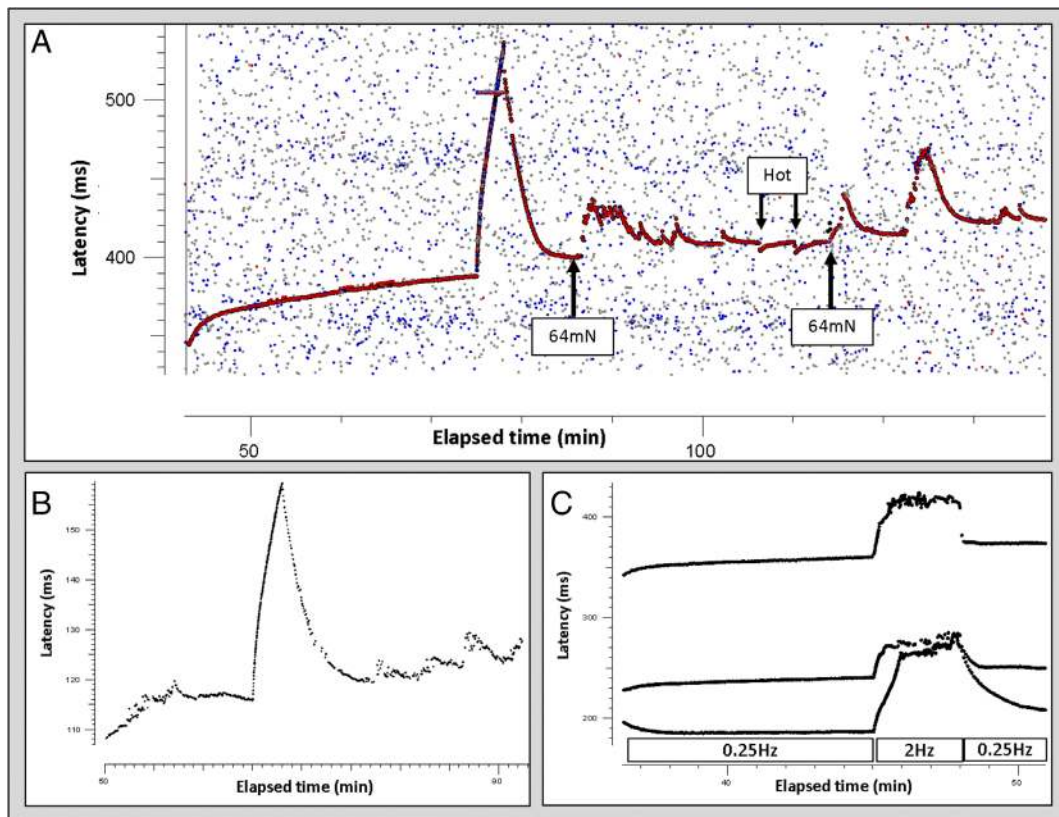 A
Latency (ms)
500
400
Hot
64mN
64mN
50
Elapsed time (min)
100
B
Latency (ms)
150
140
130
120
110
50
Elapsed time (min)
90
C
Latency (ms)
400
300
200
0.25Hz
2Hz
0.25Hz
40
Elapsed time (min)
50